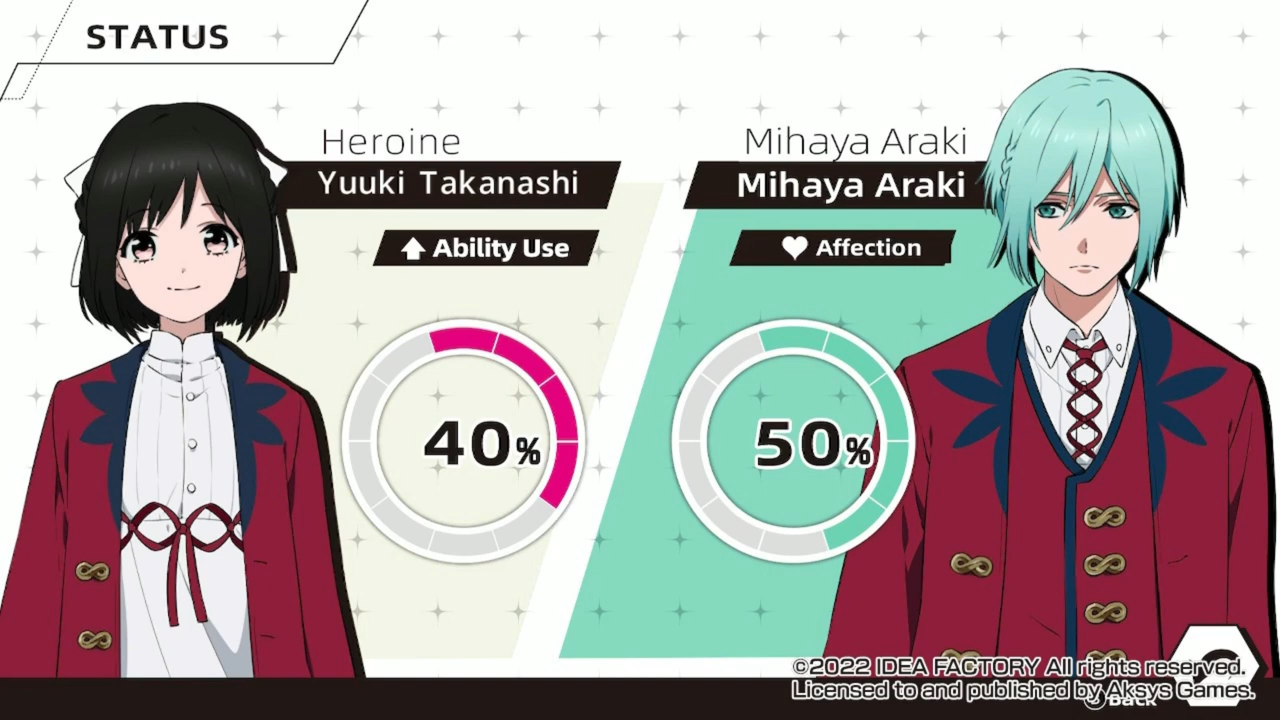 STATUS
Heroine
Yuuki Takanashi
Ability Use
40%
Mihaya Araki
Mihaya Araki
Affection
50%
©2022 IDEA FACTORY All rights reserved.
Licensed to and published by Aksys Games.
Back